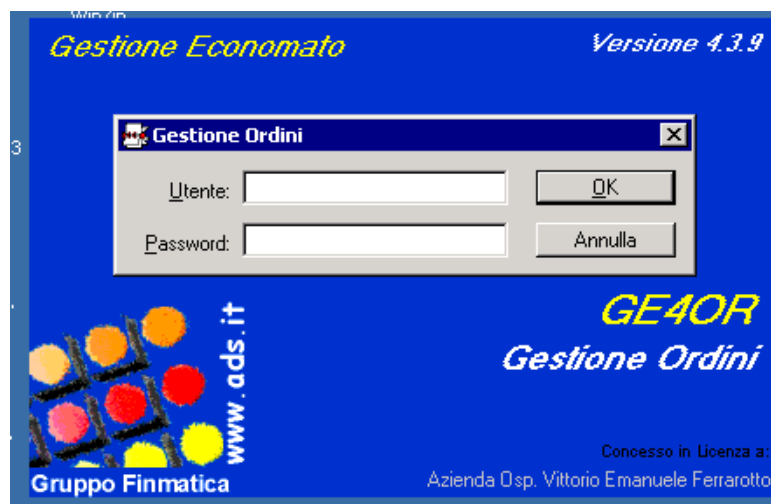 Gestione Economato
Versione 4.3.9
3
Gestione Ordini
Utente:
OK
Password:
Annulla
GE4OR
Gestione Ordini
www.ads.it
Concesso in Licenza a:
Gruppo Finmatica
Azienda Osp. Vittorio Emanuele Ferrarotto